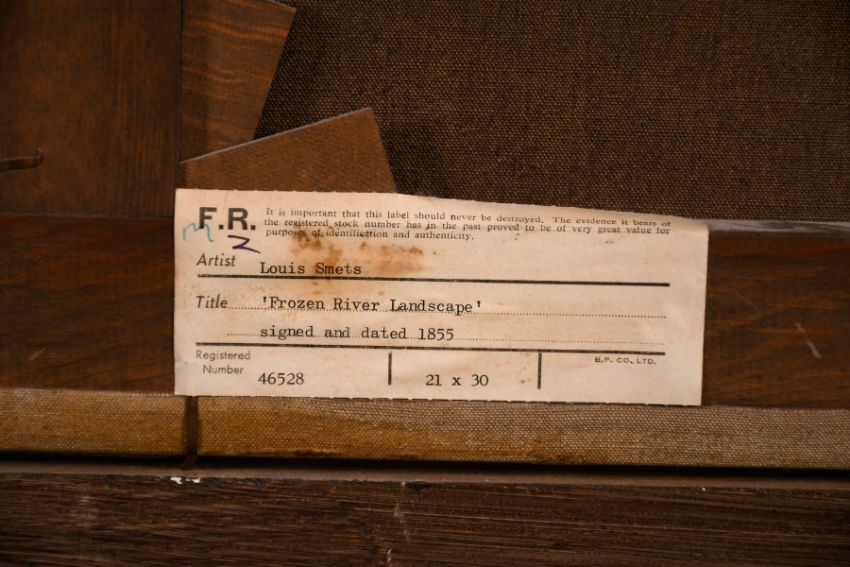 F.R.
It is important that this label should never be destroyed. The evidence it bears of
the registered stock number has in the past proved to be of very great value for
purposes of identification and authenticity.
Artist Louis Smets
Title 'Frozen River Landscape'
signed and dated 1855
Registered
Number 46528 21 x 30
B.P. CO., LTD.